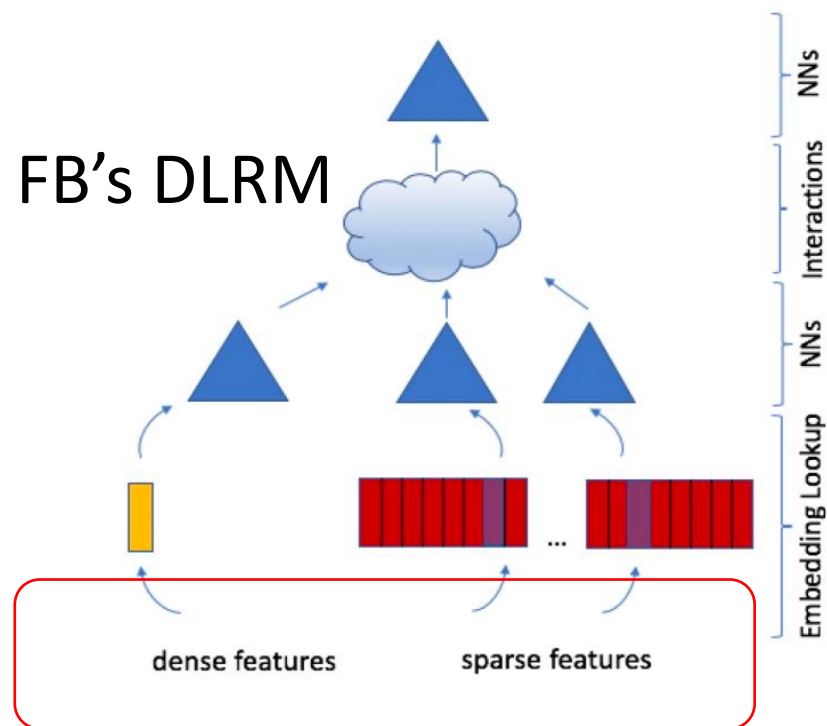 NNs
FB's DLRM
Interactions
NNs
Embedding Lookup
...
dense features
sparse features